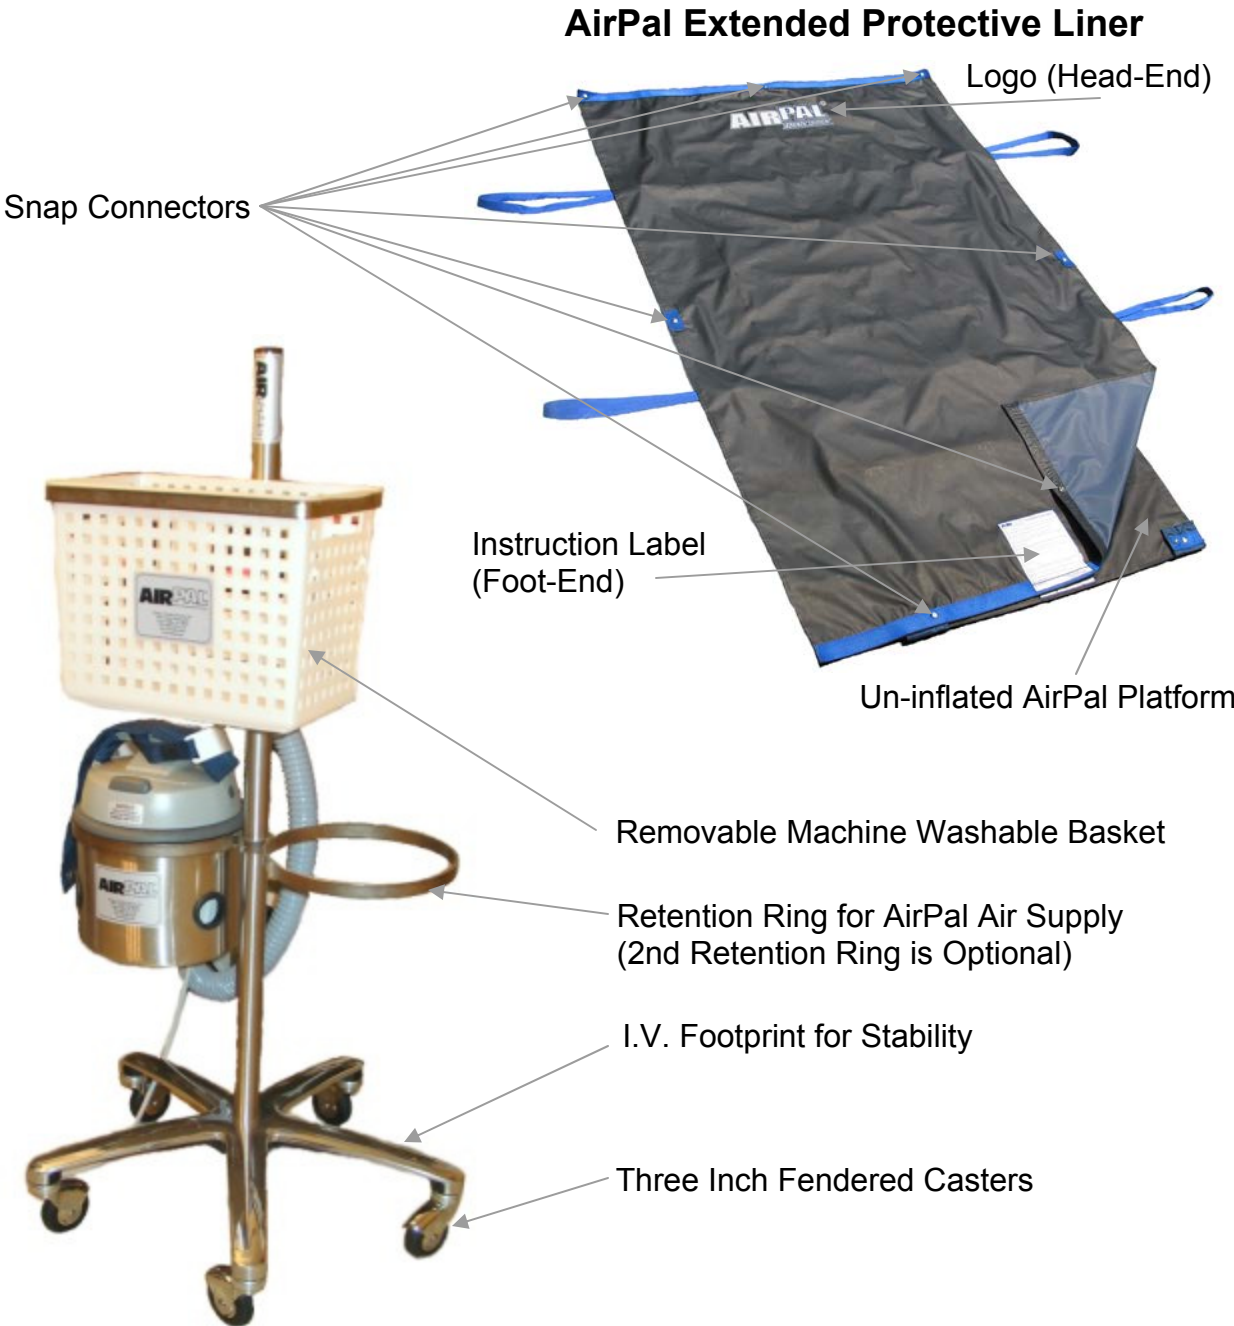 AirPal Extended Protective Liner
Logo (Head-End)
AIRPAL®
Snap Connectors
AIR
Instruction Label
(Foot-End)
AIRPAL
Un-inflated AirPal Platform
Removable Machine Washable Basket
AIRPAL
Retention Ring for AirPal Air Supply
(2nd Retention Ring is Optional)
I.V. Footprint for Stability
Three Inch Fendered Casters